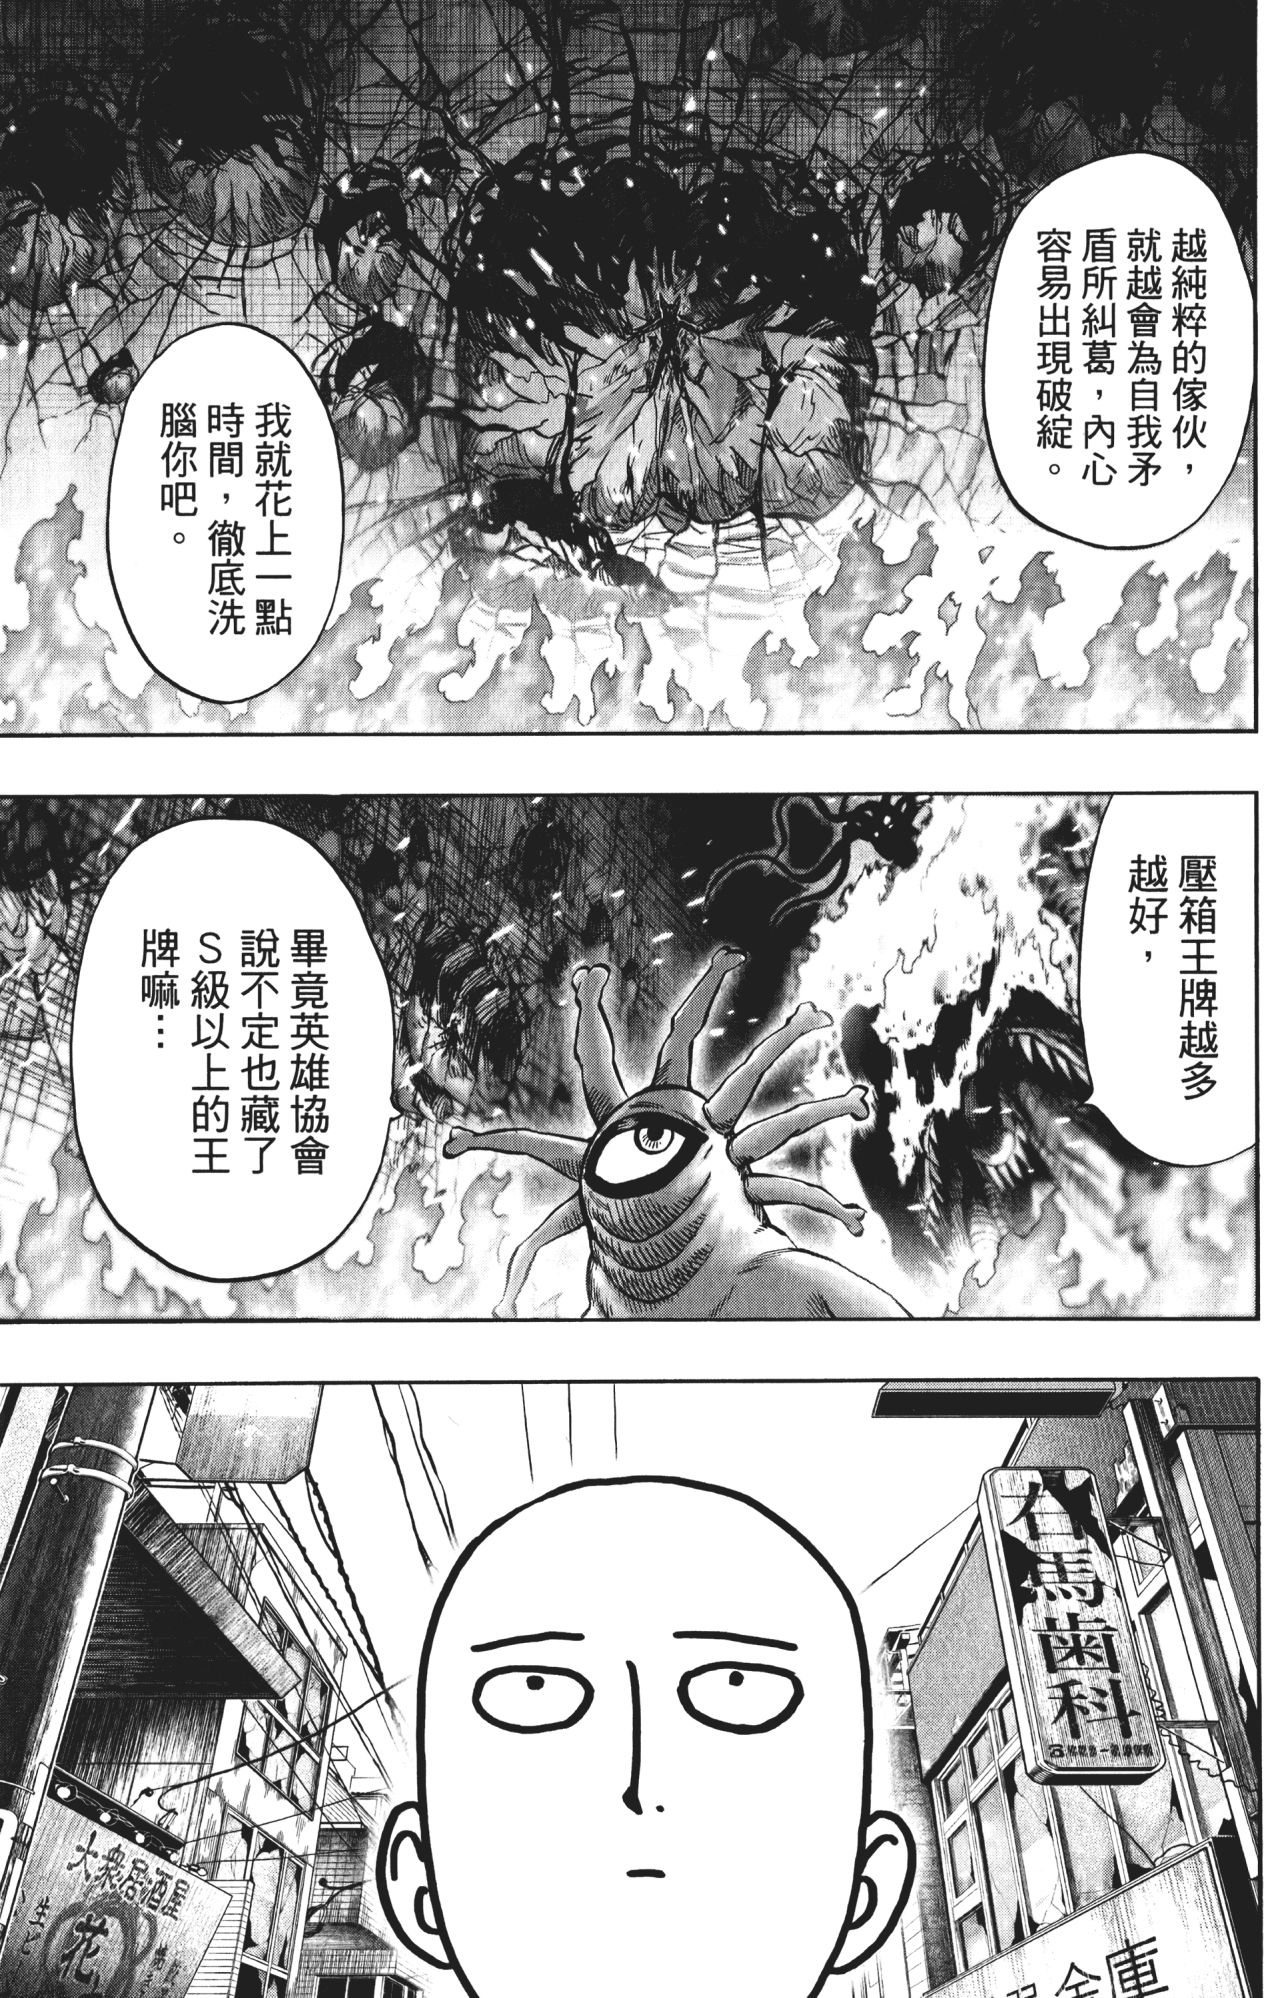 越純粹的傢伙，
就越會為自我矛
盾所糾葛，內心
容易出現破綻。
我就花上一點
時間，徹底洗
腦你吧。
壓箱王牌越多
越好，
畢竟英雄協會
說不定也藏了
S級以上的王
牌嘛…
石馬歯科
大衆居酒屋
花
金庫